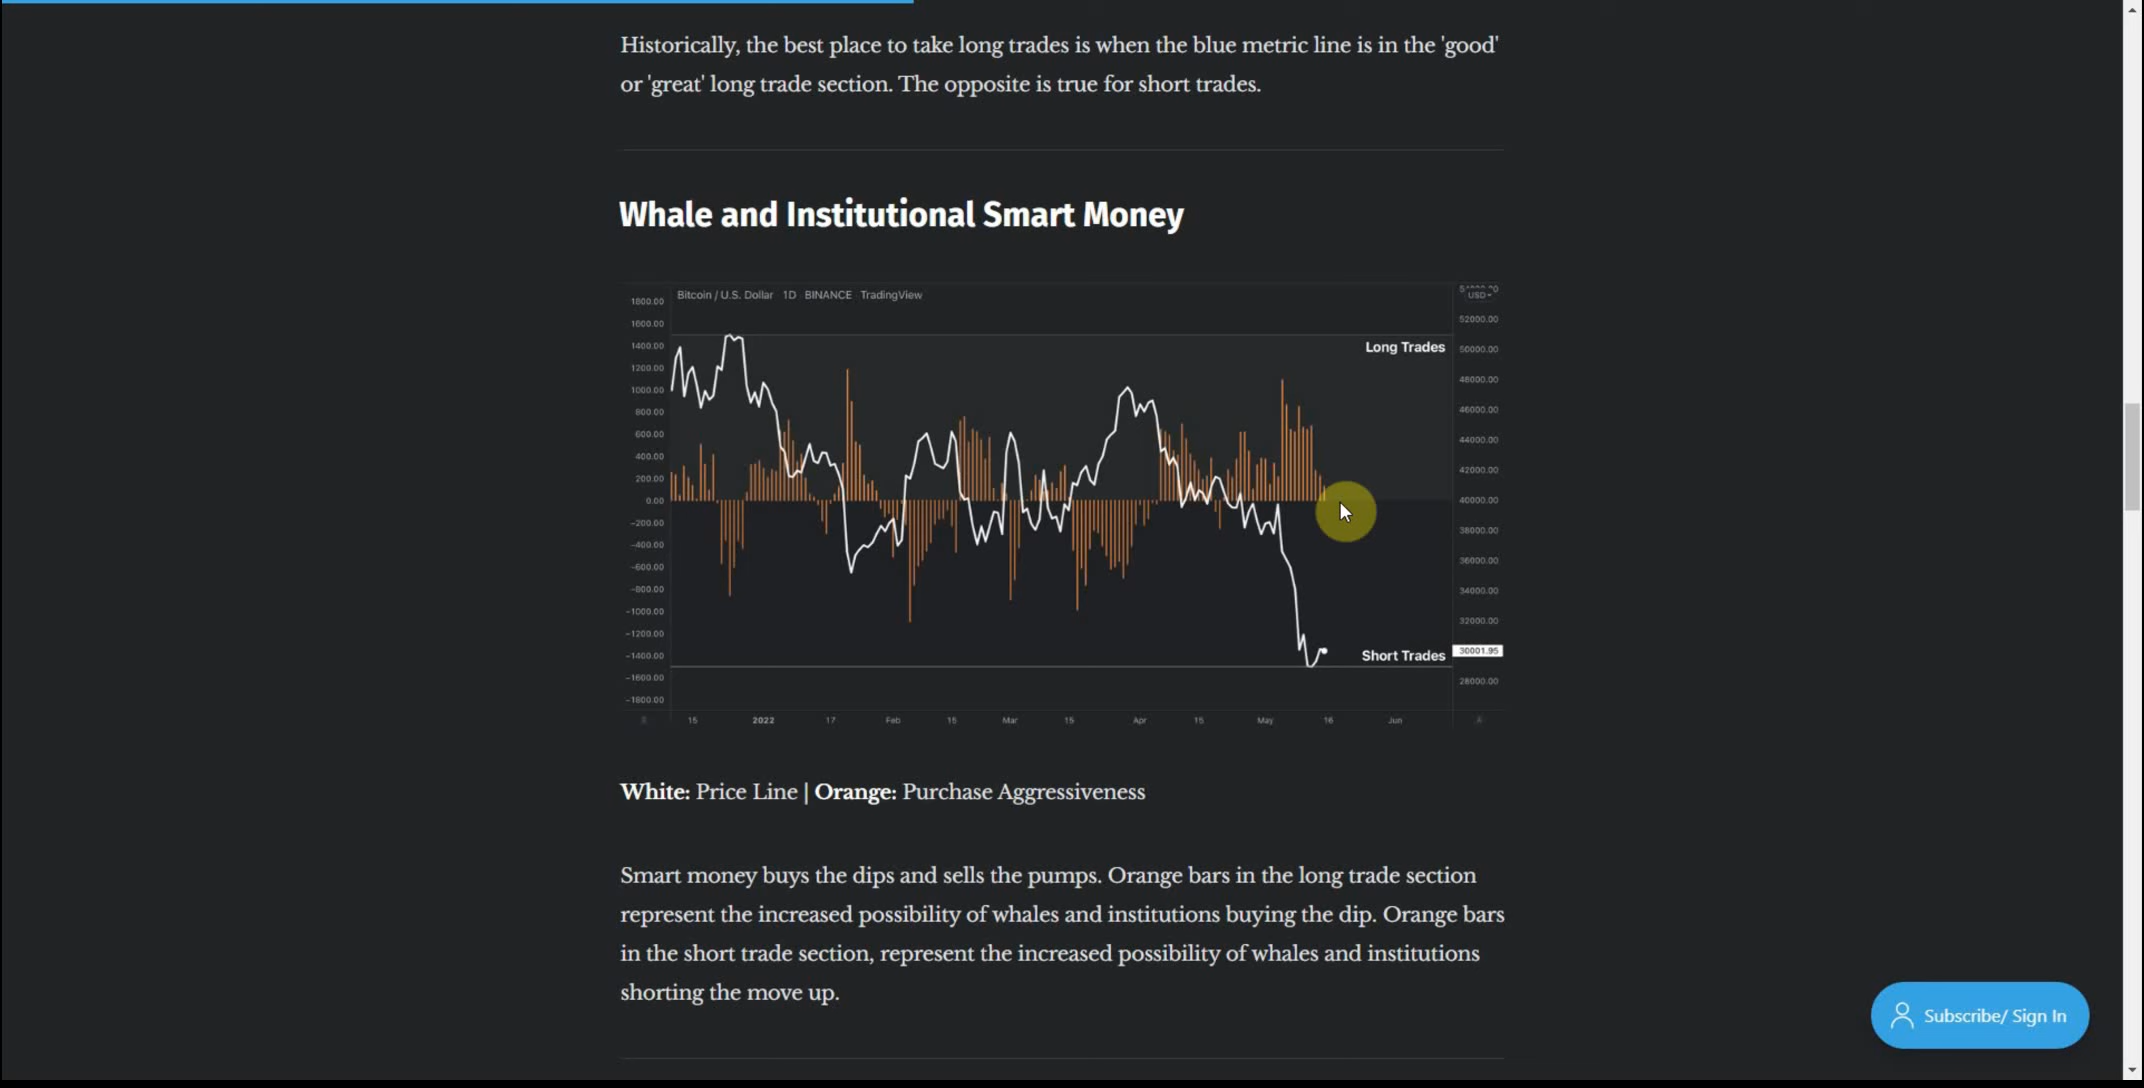 Historically, the best place to take long trades is when the blue metric line is in the 'good'
or 'great' long trade section. The opposite is true for short trades.
Whale and Institutional Smart Money
Bitcoin / U.S. Dollar 1D BINANCE TradingView
USD
1800.00
1600.00
1400.00
1200.00
1000.00
800.00
600.00
400.00
200.00
0.00
-200.00
-400.00
-600.00
-800.00
-1000.00
-1200.00
-1400.00
-1600.00
-1800.00
Long Trades
Short Trades
52000.00
50000.00
48000.00
46000.00
44000.00
42000.00
40000.00
38000.00
36000.00
34000.00
32000.00
30001.95
28000.00
15 2022 17 Feb 15 Mar 15 Apr 15 May 16 Jun
White: Price Line | Orange: Purchase Aggressiveness
Smart money buys the dips and sells the pumps. Orange bars in the long trade section
represent the increased possibility of whales and institutions buying the dip. Orange bars
in the short trade section, represent the increased possibility of whales and institutions
shorting the move up.
Subscribe/ Sign In